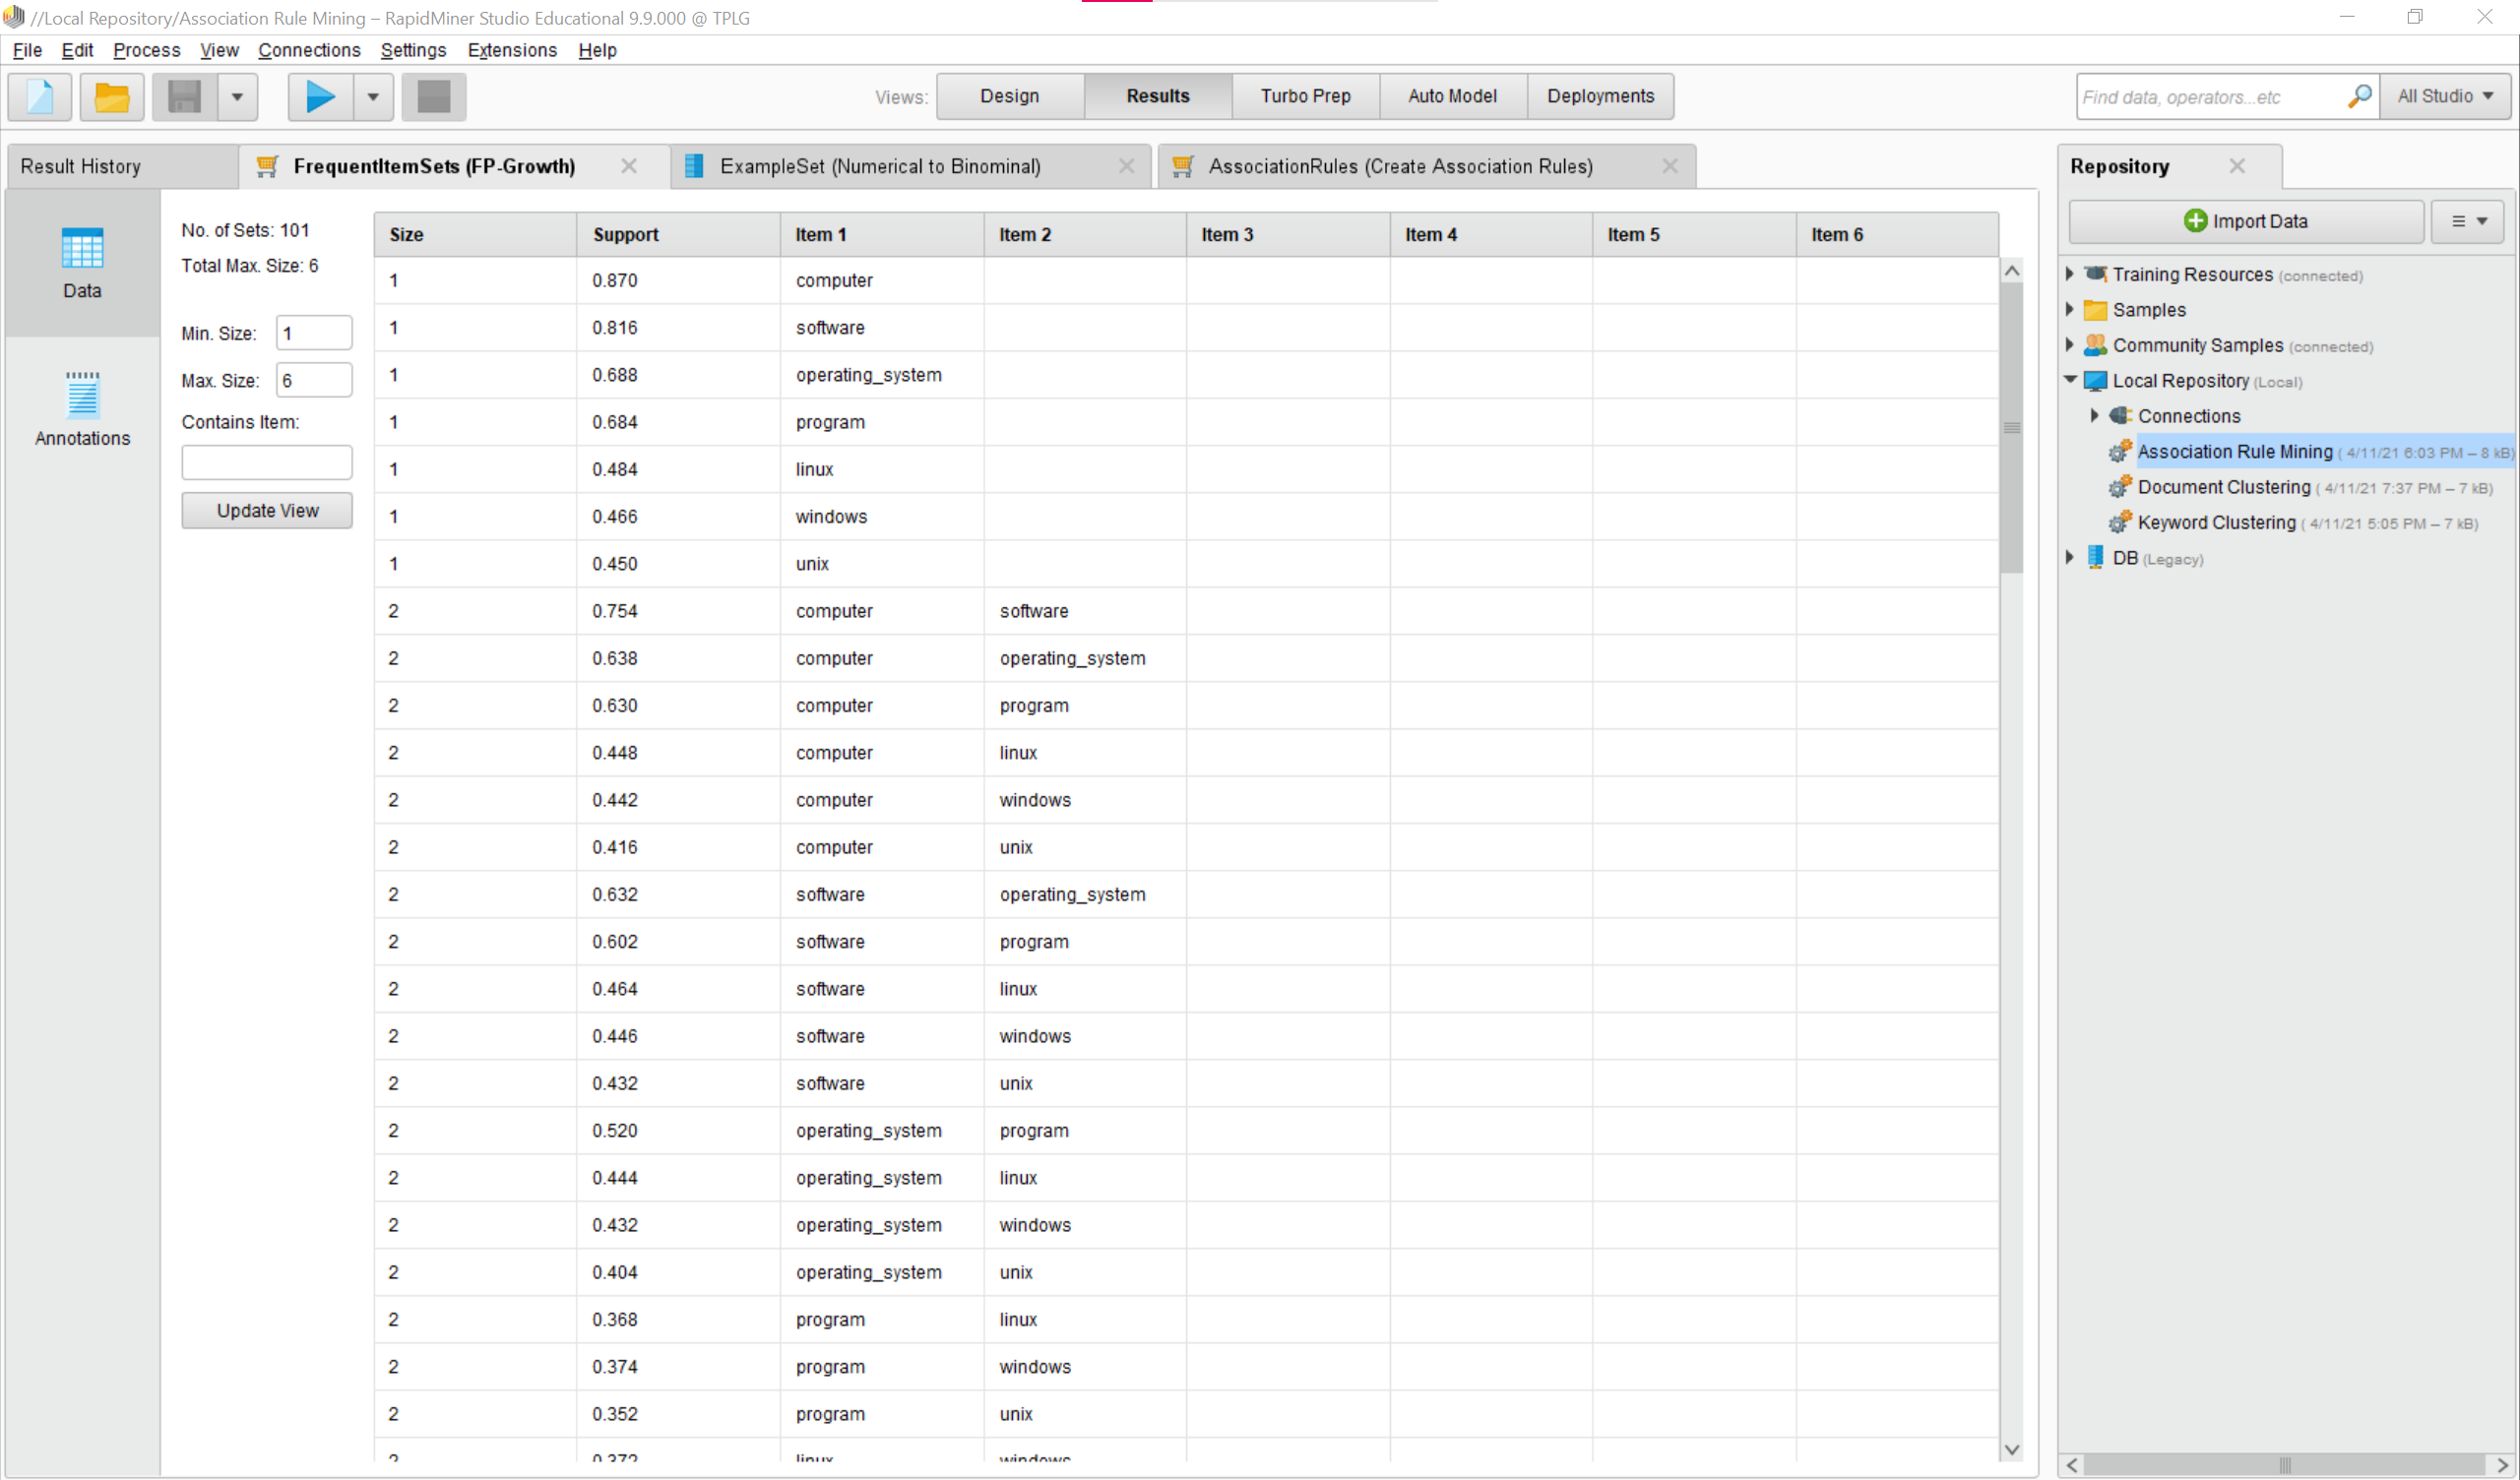 //Local Repository/Association Rule Mining – RapidMiner Studio Educational 9.9.000 @ TPLG
File Edit Process View Connections Settings Extensions Help
Views: Design Results Turbo Prep Auto Model Deployments
Find data, operators...etc All Studio
Result History FrequentItemSets (FP-Growth) ExampleSet (Numerical to Binominal) AssociationRules (Create Association Rules)
Data
Annotations
No. of Sets: 101
Total Max. Size: 6
Min. Size: 1
Max. Size: 6
Contains Item:
Update View
Size Support Item 1 Item 2 Item 3 Item 4 Item 5 Item 6
1 0.870 computer
1 0.816 software
1 0.688 operating_system
1 0.684 program
1 0.484 linux
1 0.466 windows
1 0.450 unix
2 0.754 computer software
2 0.638 computer operating_system
2 0.630 computer program
2 0.448 computer linux
2 0.442 computer windows
2 0.416 computer unix
2 0.632 software operating_system
2 0.602 software program
2 0.464 software linux
2 0.446 software windows
2 0.432 software unix
2 0.520 operating_system program
2 0.444 operating_system linux
2 0.432 operating_system windows
2 0.404 operating_system unix
2 0.368 program linux
2 0.374 program windows
2 0.352 program unix
2 0.372 linux windows
Repository
Import Data
Training Resources (connected)
Samples
Community Samples (connected)
Local Repository (Local)
Connections
Association Rule Mining ( 4/11/21 6:03 PM – 8 kB)
Document Clustering ( 4/11/21 7:37 PM – 7 kB)
Keyword Clustering ( 4/11/21 5:05 PM – 7 kB)
DB (Legacy)